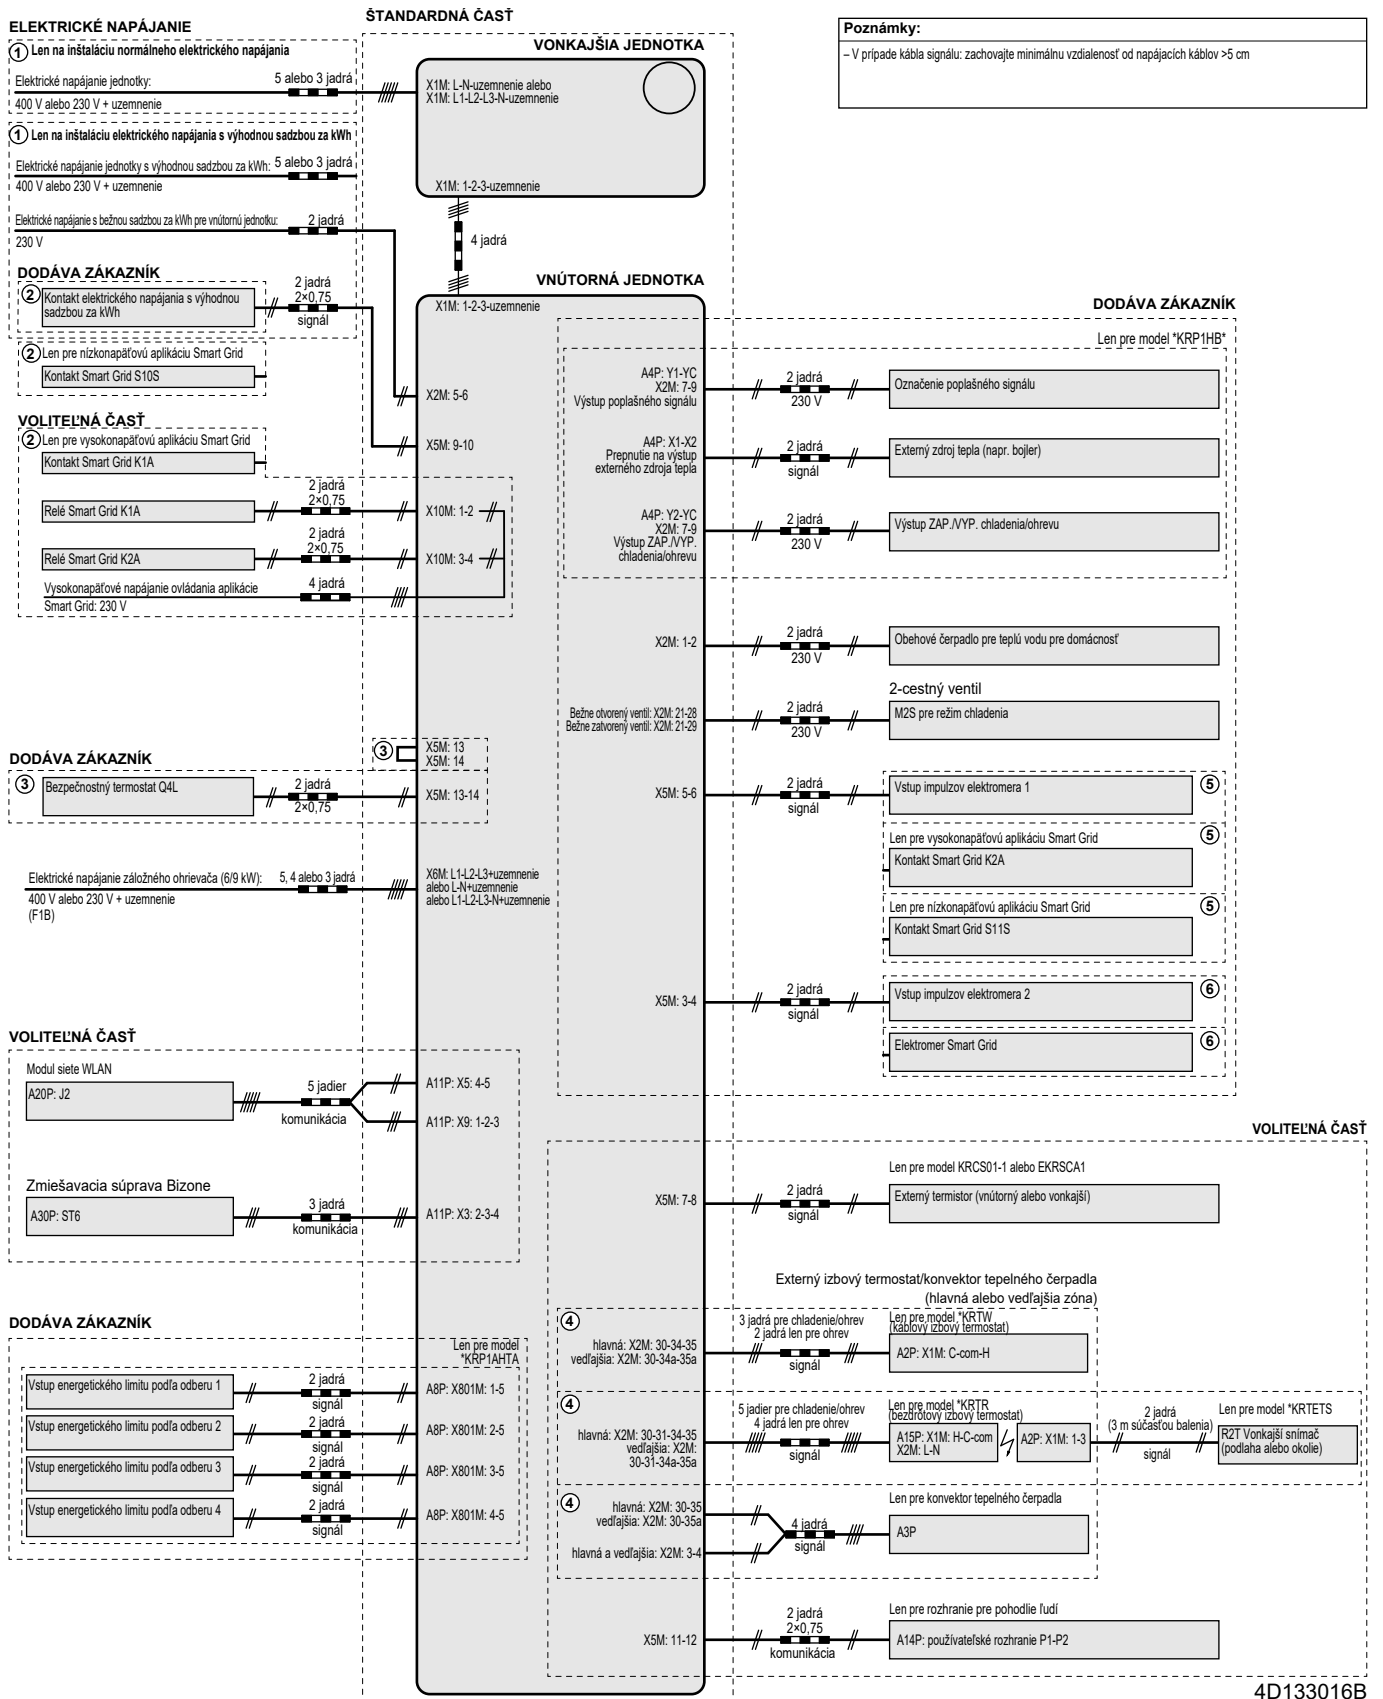 ELEKTRICKÉ NAPÁJANIE
① Len na inštaláciu normálneho elektrického napájania
Elektrické napájanie jednotky:
5 alebo 3 jadrá
400 V alebo 230 V + uzemnenie
① Len na inštaláciu elektrického napájania s výhodnou sadzbou za kWh
Elektrické napájanie jednotky s výhodnou sadzbou za kWh:
5 alebo 3 jadrá
400 V alebo 230 V + uzemnenie
Elektrické napájanie s bežnou sadzbou za kWh pre vnútornú jednotku:
2 jadrá
230 V
DODÁVA ZÁKAZNÍK
② Kontakt elektrického napájania s výhodnou
sadzbou za kWh
2 jadrá
2×0,75
signál
② Len pre nízkonapäťovú aplikáciu Smart Grid
Kontakt Smart Grid S10S
VOLITEĽNÁ ČASŤ
② Len pre vysokonapäťovú aplikáciu Smart Grid
Kontakt Smart Grid K1A
Relé Smart Grid K1A
2 jadrá
2×0,75
Relé Smart Grid K2A
2 jadrá
2×0,75
Vysokonapäťové napájanie ovládania aplikácie
Smart Grid: 230 V
4 jadrá
DODÁVA ZÁKAZNÍK
③ Bezpečnostný termostat Q4L
2 jadrá
2×0,75
Elektrické napájanie záložného ohrievača (6/9 kW):
5, 4 alebo 3 jadrá
400 V alebo 230 V + uzemnenie
(F1B)
VOLITEĽNÁ ČASŤ
Modul siete WLAN
A20P: J2
5 jadier
komunikácia
Zmiešavacia súprava Bizone
A30P: ST6
3 jadrá
komunikácia
DODÁVA ZÁKAZNÍK
Len pre model
*KRP1AHTA
Vstup energetického limitu podľa odberu 1
2 jadrá
signál
Vstup energetického limitu podľa odberu 2
2 jadrá
signál
Vstup energetického limitu podľa odberu 3
2 jadrá
signál
Vstup energetického limitu podľa odberu 4
2 jadrá
signál
ŠTANDARDNÁ ČASŤ
VONKAJŠIA JEDNOTKA
X1M: L-N-uzemnenie alebo
X1M: L1-L2-L3-N-uzemnenie
X1M: 1-2-3-uzemnenie
4 jadrá
VNÚTORNÁ JEDNOTKA
X1M: 1-2-3-uzemnenie
X2M: 5-6
X5M: 9-10
X10M: 1-2
X10M: 3-4
③ X5M: 13
X5M: 14
X5M: 13-14
X6M: L1-L2-L3+uzemnenie
alebo L-N+uzemnenie
alebo L1-L2-L3-N+uzemnenie
A11P: X5: 4-5
A11P: X9: 1-2-3
A11P: X3: 2-3-4
A8P: X801M: 1-5
A8P: X801M: 2-5
A8P: X801M: 3-5
A8P: X801M: 4-5
Poznámky:
– V prípade kábla signálu: zachovajte minimálnu vzdialenosť od napájacích káblov >5 cm
DODÁVA ZÁKAZNÍK
Len pre model *KRP1HB*
A4P: Y1-YC
X2M: 7-9
Výstup poplašného signálu
2 jadrá
230 V
Označenie poplašného signálu
A4P: X1-X2
Prepnutie na výstup
externého zdroja tepla
2 jadrá
signál
Externý zdroj tepla (napr. bojler)
A4P: Y2-YC
X2M: 7-9
Výstup ZAP./VYP.
chladenia/ohrevu
2 jadrá
230 V
Výstup ZAP./VYP. chladenia/ohrevu
X2M: 1-2
2 jadrá
230 V
Obehové čerpadlo pre teplú vodu pre domácnosť
2-cestný ventil
Bežne otvorený ventil: X2M: 21-28
Bežne zatvorený ventil: X2M: 21-29
2 jadrá
230 V
M2S pre režim chladenia
X5M: 5-6
2 jadrá
signál
Vstup impulzov elektromera 1
⑤
Len pre vysokonapäťovú aplikáciu Smart Grid
⑤
Kontakt Smart Grid K2A
Len pre nízkonapäťovú aplikáciu Smart Grid
⑤
Kontakt Smart Grid S11S
X5M: 3-4
2 jadrá
signál
Vstup impulzov elektromera 2
⑥
Elektromer Smart Grid
⑥
VOLITEĽNÁ ČASŤ
Len pre model KRCS01-1 alebo EKRSCA1
X5M: 7-8
2 jadrá
signál
Externý termistor (vnútorný alebo vonkajší)
Externý izbový termostat/konvektor tepelného čerpadla
(hlavná alebo vedľajšia zóna)
④
hlavná: X2M: 30-34-35
vedľajšia: X2M: 30-34a-35a
3 jadrá pre chladenie/ohrev
2 jadrá len pre ohrev
signál
Len pre model *KRTW
(káblový izbový termostat)
A2P: X1M: C-com-H
④
hlavná: X2M: 30-31-34-35
vedľajšia: X2M:
30-31-34a-35a
5 jadier pre chladenie/ohrev
4 jadrá len pre ohrev
signál
Len pre model *KRTR
(bezdrôtový izbový termostat)
A15P: X1M: H-C-com
X2M: L-N
A2P: X1M: 1-3
2 jadrá
(3 m súčasťou balenia)
signál
Len pre model *KRTETS
R2T Vonkajší snímač
(podlaha alebo okolie)
④
hlavná: X2M: 30-35
vedľajšia: X2M: 30-35a
hlavná a vedľajšia: X2M: 3-4
4 jadrá
signál
Len pre konvektor tepelného čerpadla
A3P
X5M: 11-12
2 jadrá
2×0,75
komunikácia
Len pre rozhranie pre pohodlie ľudí
A14P: používateľské rozhranie P1-P2
4D133016B